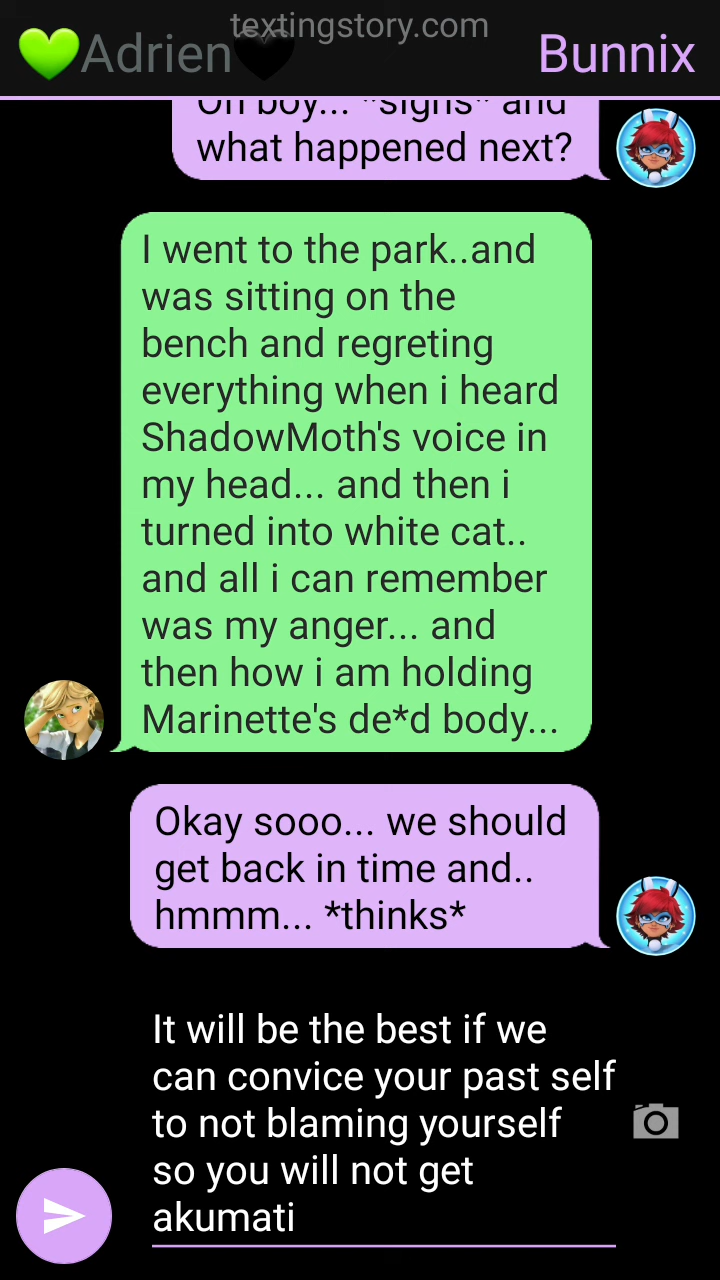 textingstory.com
💚Adrien🖤
Bunnix
Oh boy... *sighs* and
what happened next?
I went to the park..and
was sitting on the
bench and regreting
everything when i heard
ShadowMoth's voice in
my head... and then i
turned into white cat..
and all i can remember
was my anger... and
then how i am holding
Marinette's de*d body...
Okay sooo... we should
get back in time and..
hmmm... *thinks*
It will be the best if we
can convice your past self
to not blaming yourself
so you will not get
akumati